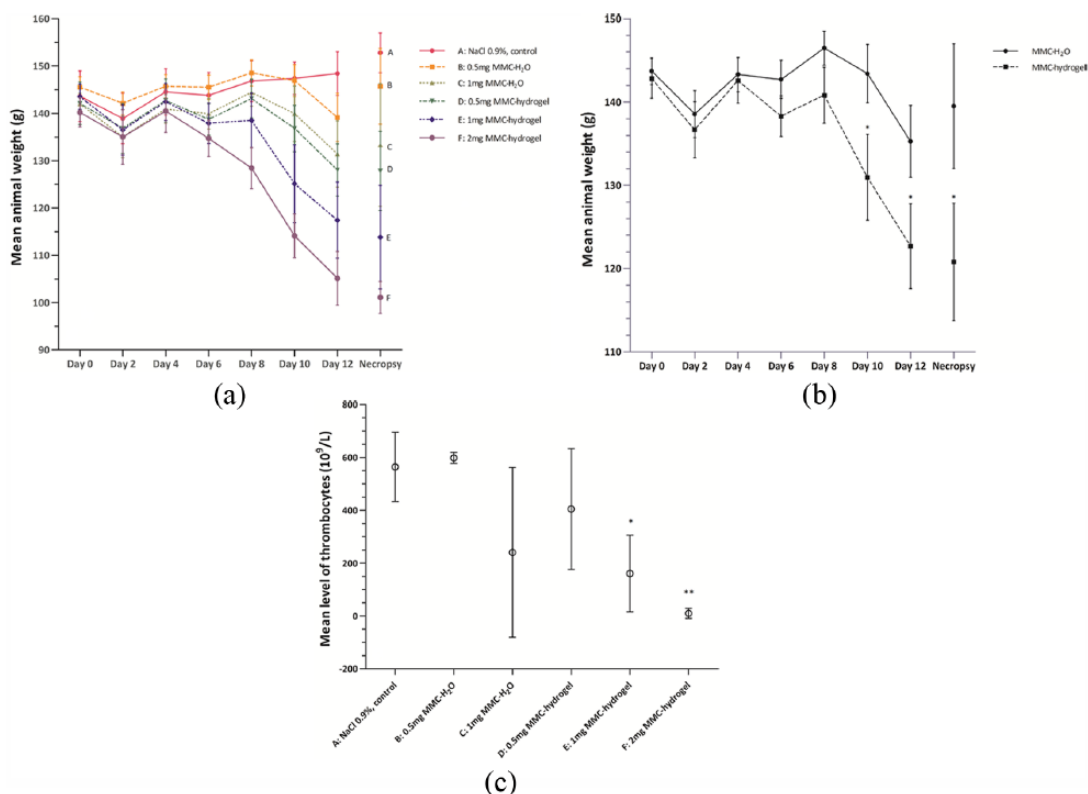 160
150
140
130
120
110
100
90
Mean animal weight (g)
Day 0 Day 2 Day 4 Day 6 Day 8 Day 10 Day 12 Necropsy
A
B
C
D
E
F
A: NaCl 0.9%, control
B: 0.5mg MMC-H₂O
C: 1mg MMC-H₂O
D: 0.5mg MMC-hydrogel
E: 1mg MMC-hydrogel
F: 2mg MMC-hydrogel
(a)
150
140
130
120
110
Mean animal weight (g)
Day 0 Day 2 Day 4 Day 6 Day 8 Day 10 Day 12 Necropsy
* * *
MMC-H₂O
MMC-hydrogell
(b)
800
600
400
200
0
-200
Mean level of thrombocytes (10⁹/L)
*
**
A: NaCl 0.9%, control
B: 0.5mg MMC-H₂O
C: 1mg MMC-H₂O
D: 0.5mg MMC-hydrogel
E: 1mg MMC-hydrogel
F: 2mg MMC-hydrogel
(c)